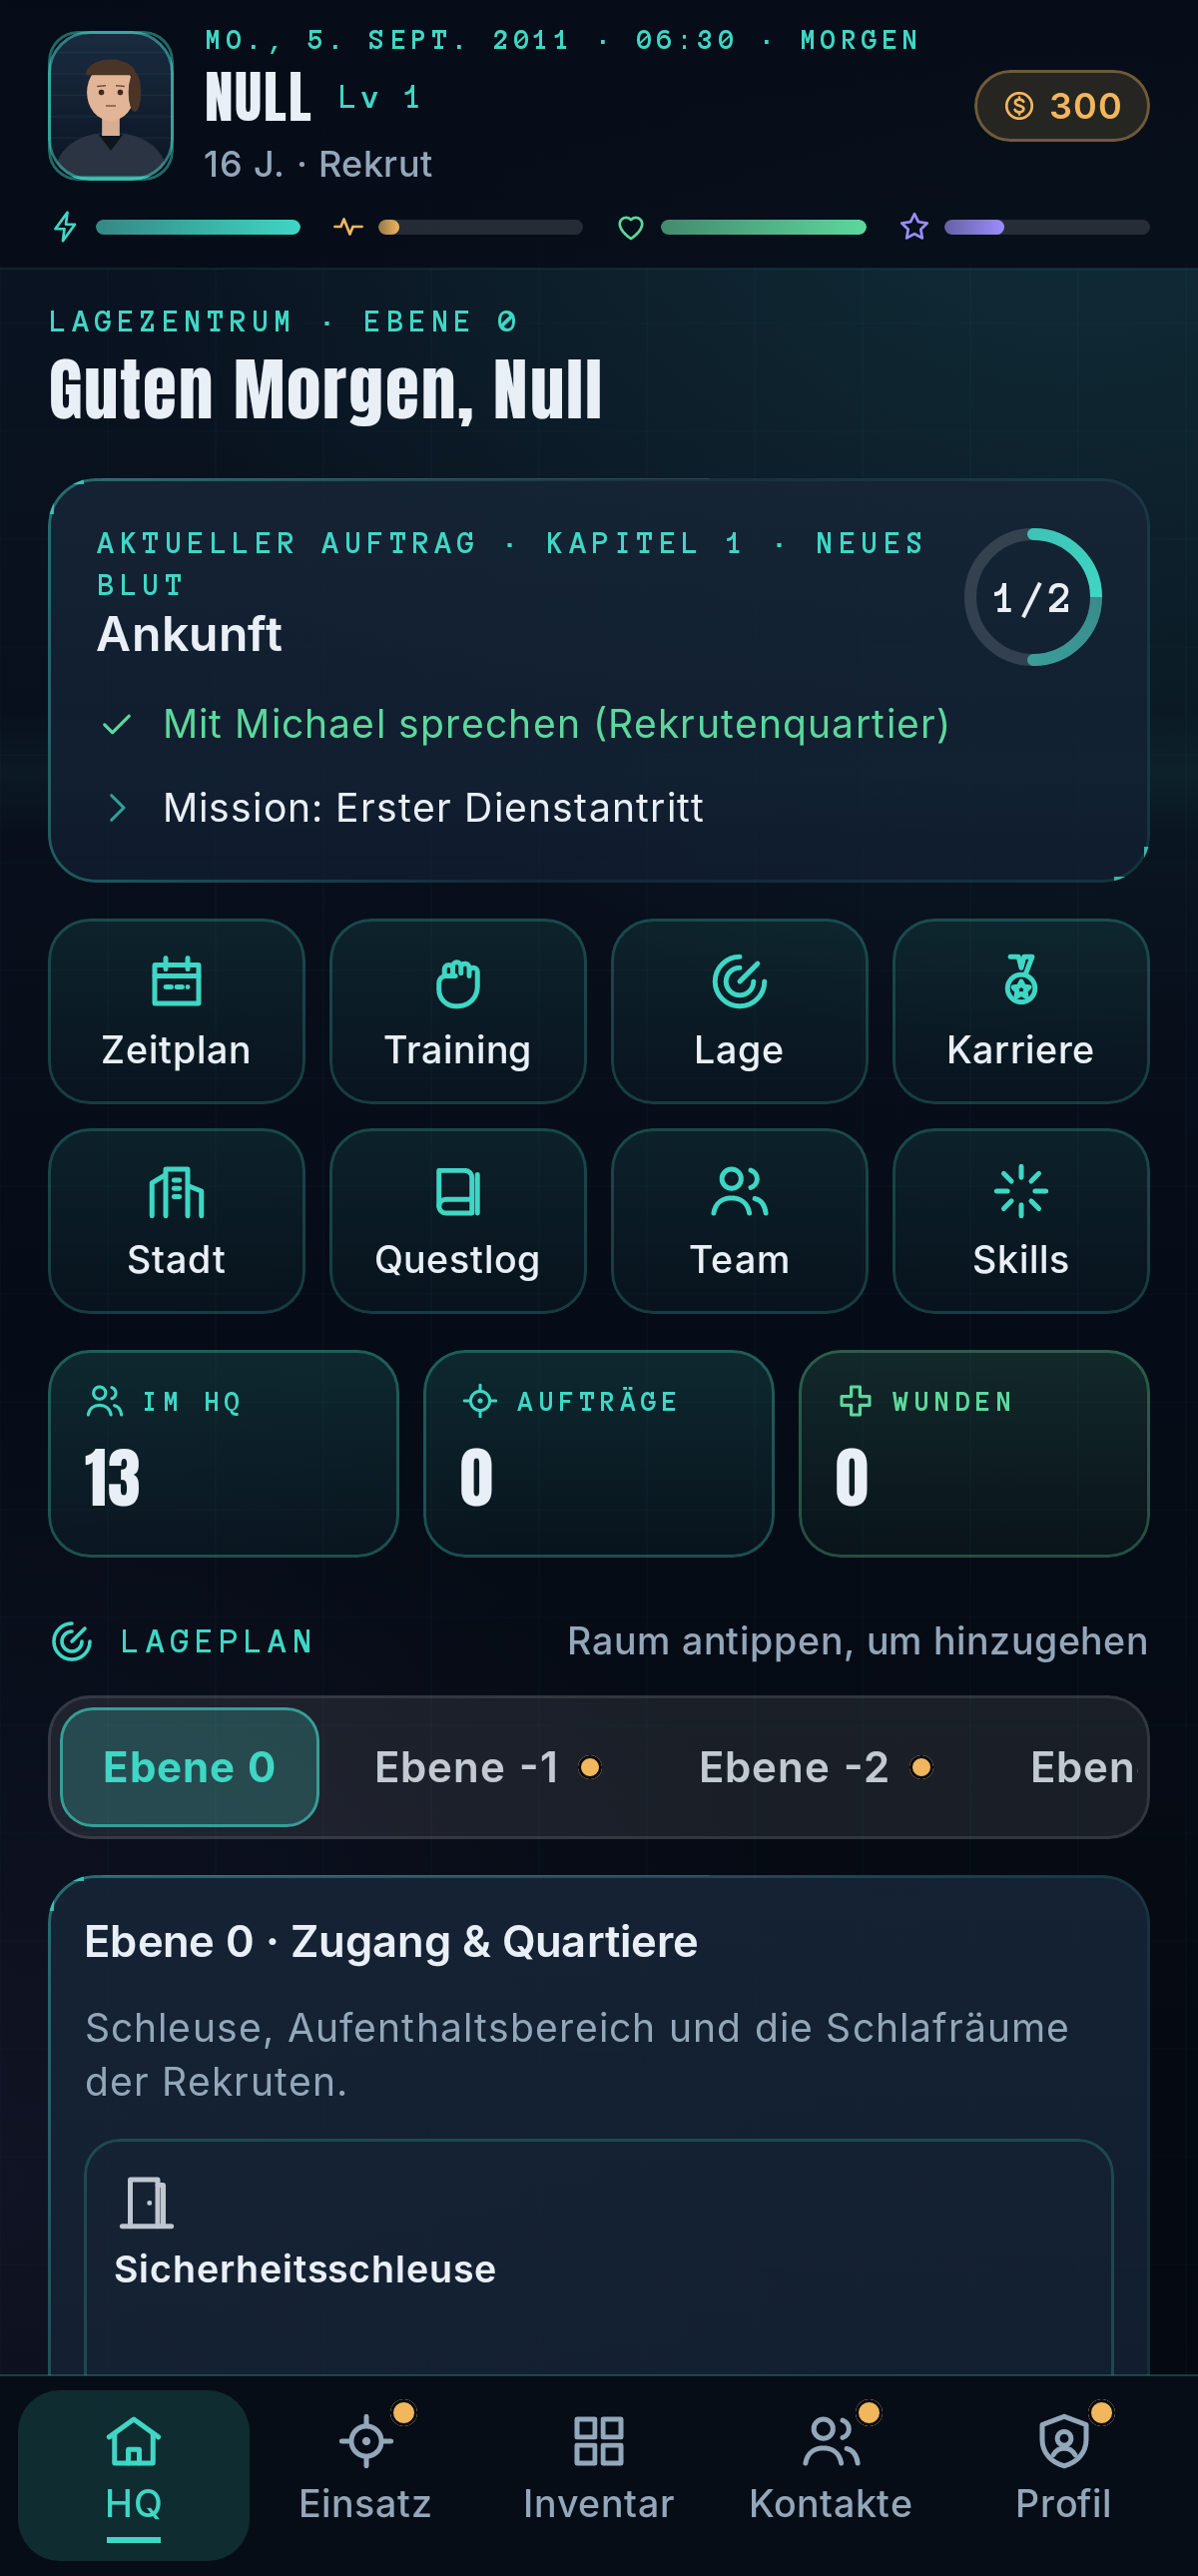 MO., 5. SEPT. 2011 · 06:30 · MORGEN
NULL Lv 1
300
16 J. · Rekrut
LAGEZENTRUM · EBENE 0
Guten Morgen, Null
AKTUELLER AUFTRAG · KAPITEL 1 · NEUES
BLUT
1/2
Ankunft
Mit Michael sprechen (Rekrutenquartier)
Mission: Erster Dienstantritt
Zeitplan
Training
Lage
Karriere
Stadt
Questlog
Team
Skills
IM HQ
13
AUFTRÄGE
0
WUNDEN
0
LAGEPLAN
Raum antippen, um hinzugehen
Ebene 0
Ebene -1
Ebene -2
Eben
Ebene 0 · Zugang & Quartiere
Schleuse, Aufenthaltsbereich und die Schlafräume
der Rekruten.
Sicherheitsschleuse
HQ
Einsatz
Inventar
Kontakte
Profil